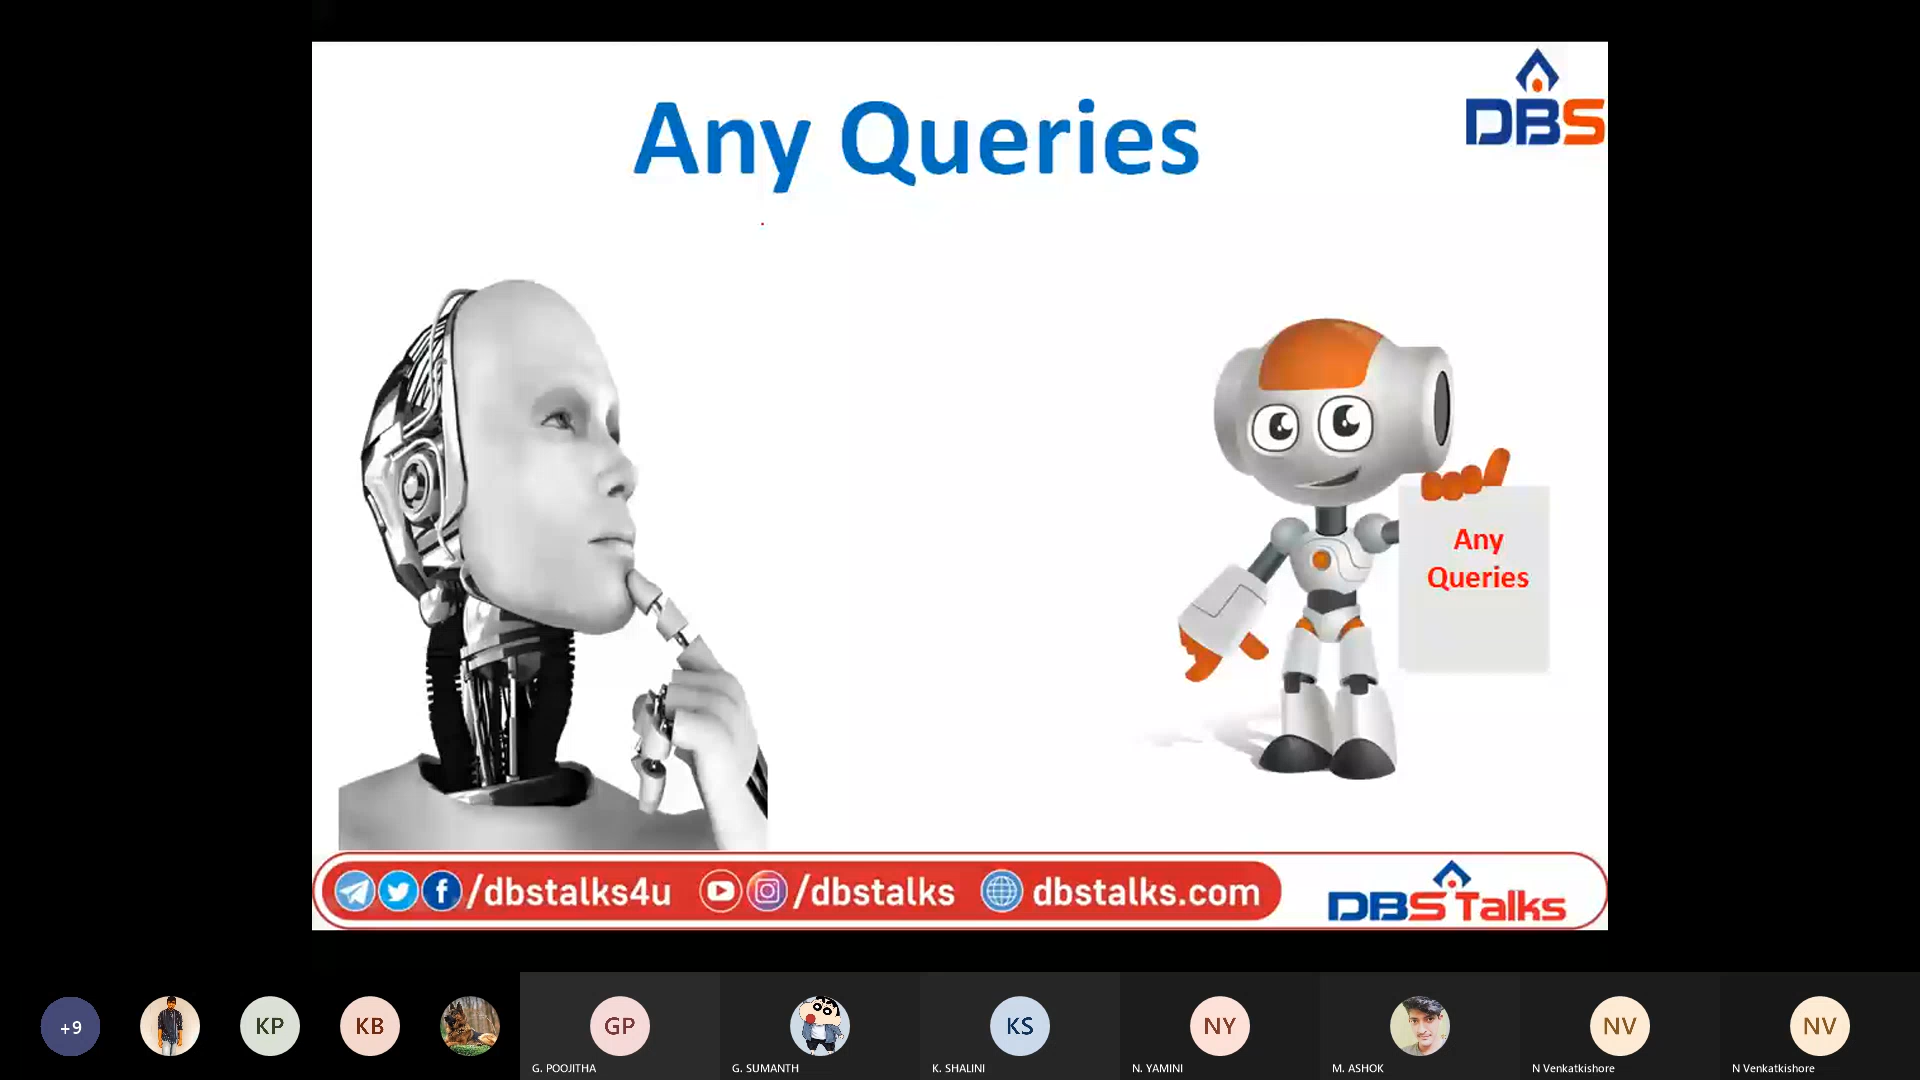 Any Queries
DBS
Any
Queries
/dbstalks4u /dbstalks dbstalks.com
DBS Talks
+9 KP KB GP KS NY NV NV
G. POOJITHA G. SUMANTH K. SHALINI N. YAMINI M. ASHOK N Venkatkishore N Venkatkishore